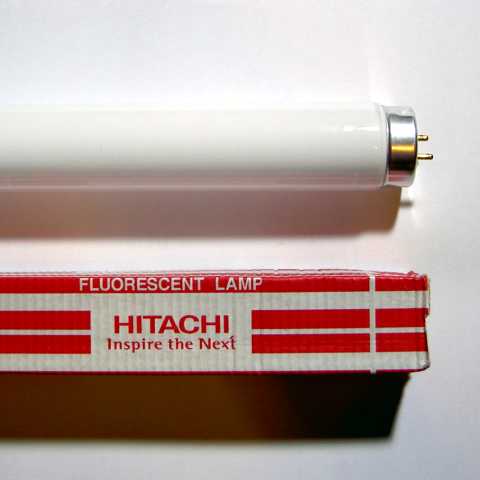 FLUORESCENT LAMP
HITACHI
Inspire the Next